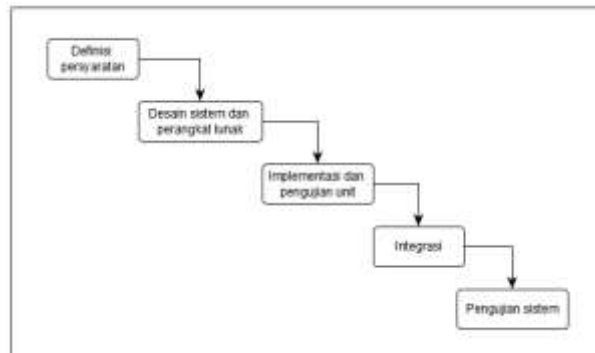 Definisi
persyaratan
Desain sistem dan
perangkat lunak
Implementasi dan
pengujian unit
Integrasi
Pengujian sistem